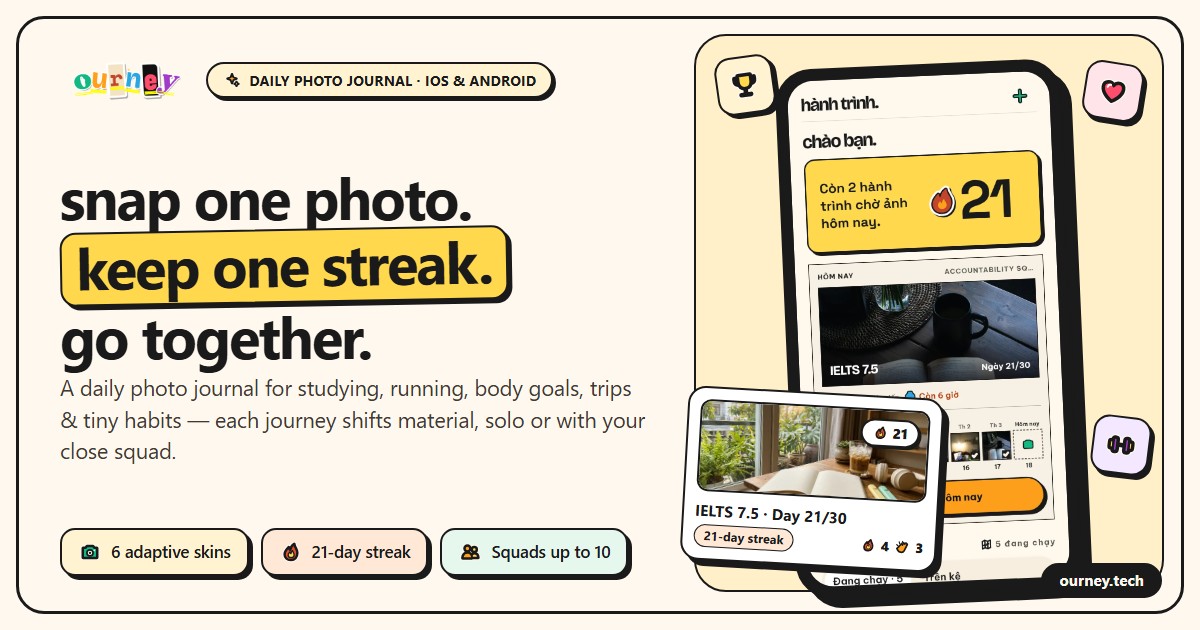 ourney
DAILY PHOTO JOURNAL · IOS & ANDROID
snap one photo.
keep one streak.
go together.
A daily photo journal for studying, running, body goals, trips
& tiny habits — each journey shifts material, solo or with your
close squad.
6 adaptive skins
21-day streak
Squads up to 10
hành trình.
chào bạn.
Còn 2 hành
trình chờ ảnh
hôm nay.
21
HÔM NAY
ACCOUNTABILITY SQ...
IELTS 7.5
Ngày 21/30
Còn 6 giờ
Th 2
Th 3
Hôm nay
16
17
18
nay
5 đang chạy
Đang chạy · 5
Trên kệ
21
IELTS 7.5 · Day 21/30
21-day streak
4
3
ourney.tech